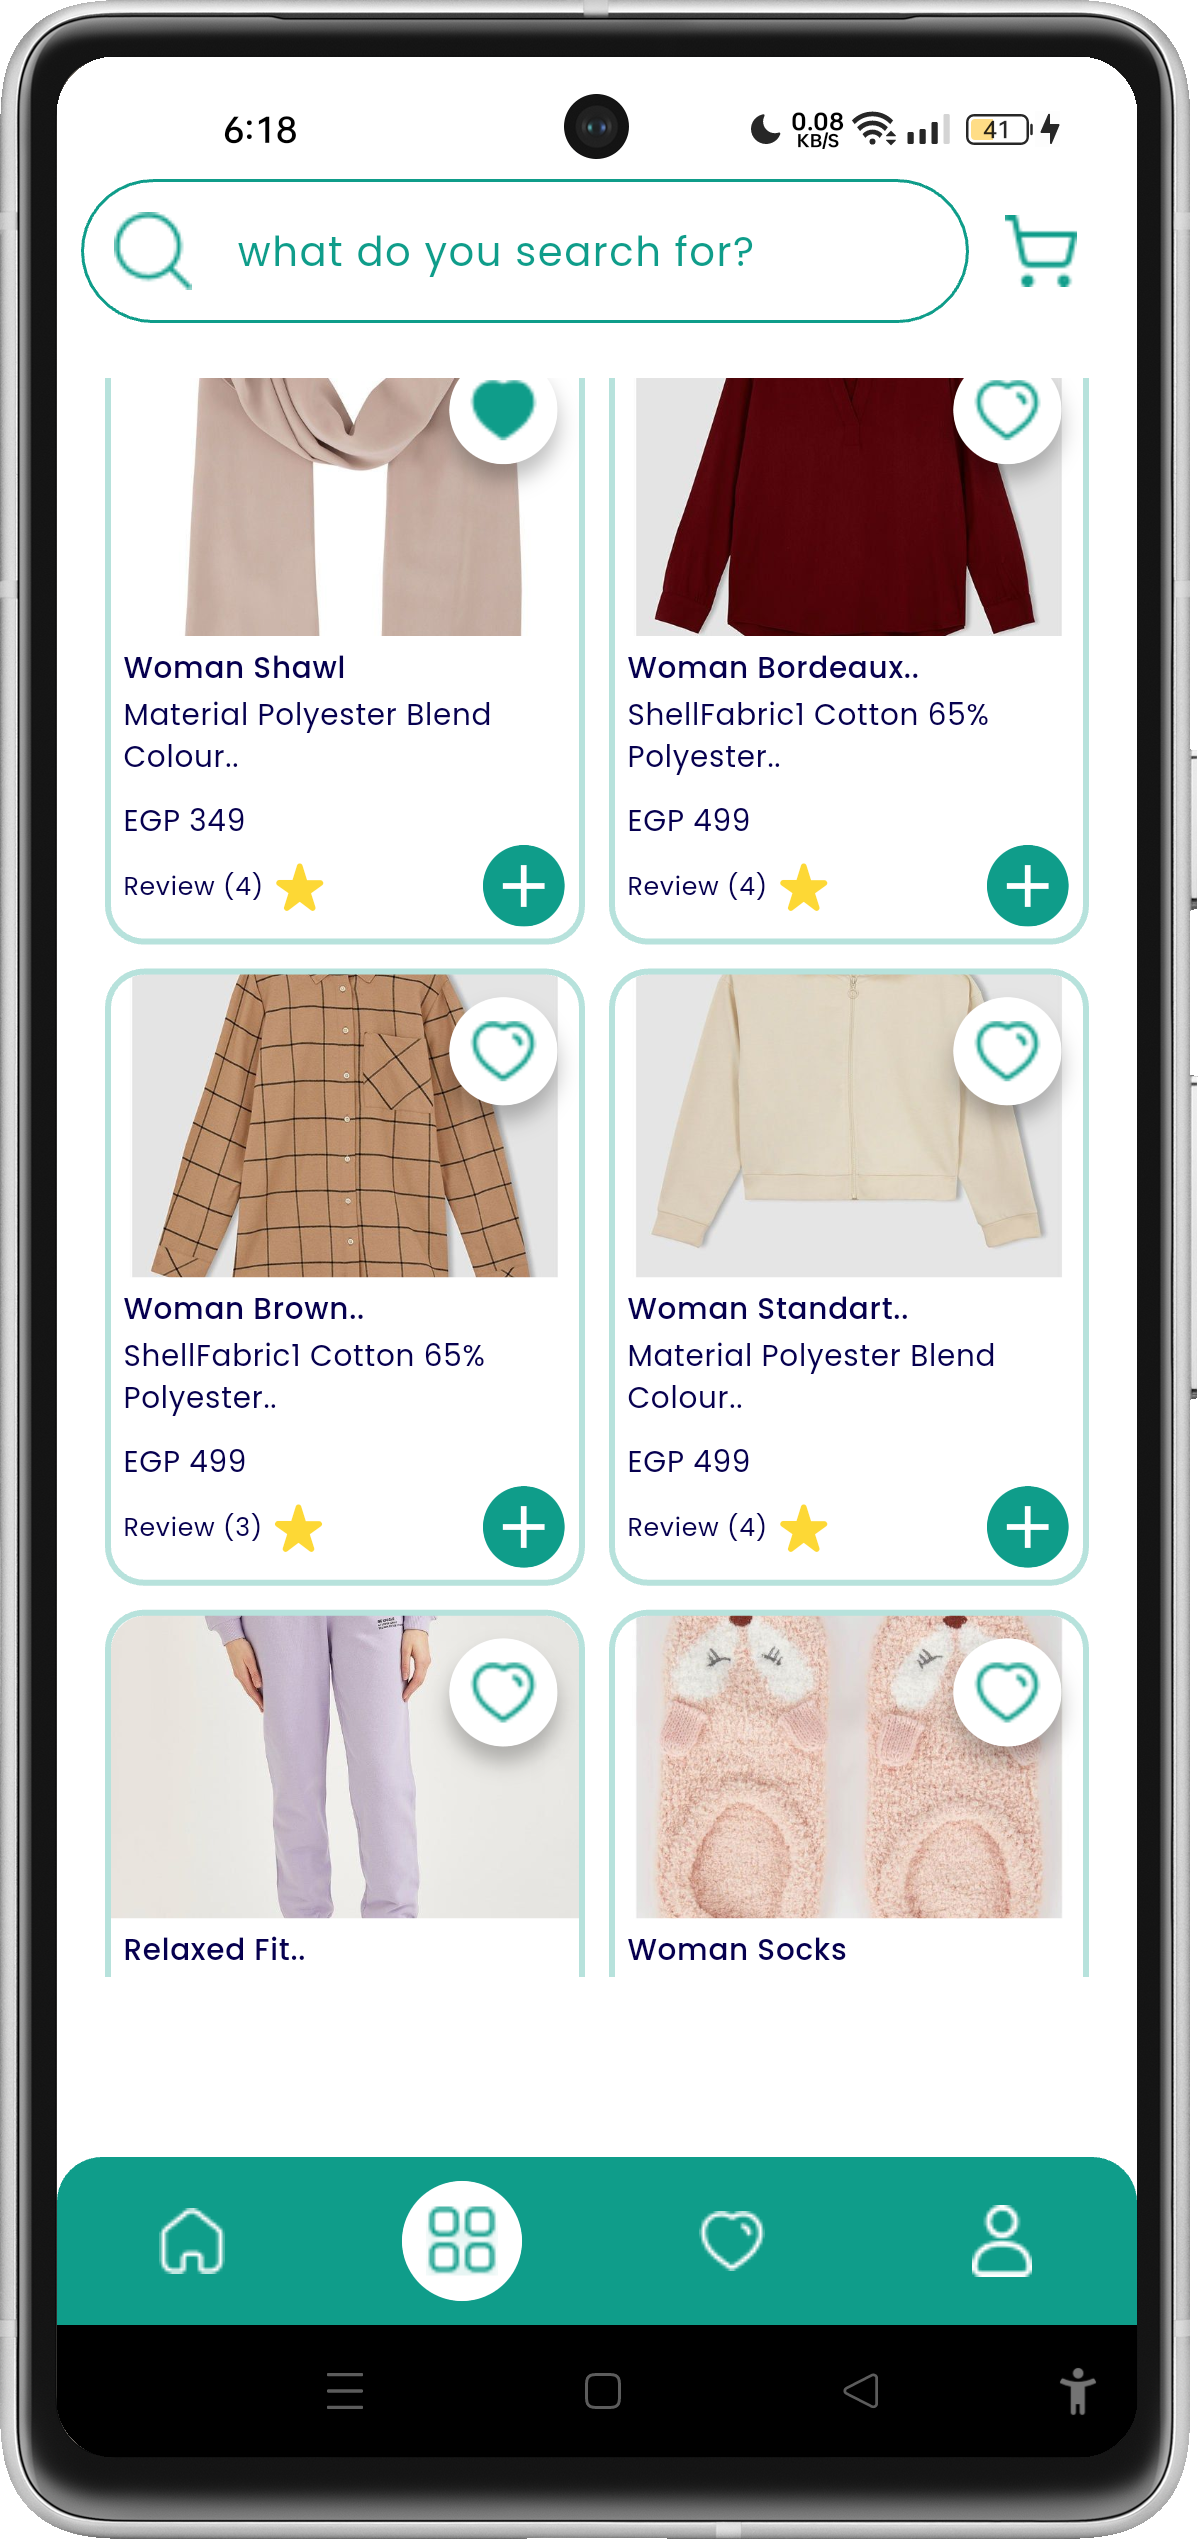 6:18
0.08
KB/S
41
what do you search for?
Woman Shawl
Material Polyester Blend
Colour..
EGP 349
Review (4)
Woman Bordeaux..
ShellFabric1 Cotton 65%
Polyester..
EGP 499
Review (4)
Woman Brown..
ShellFabric1 Cotton 65%
Polyester..
EGP 499
Review (3)
Woman Standart..
Material Polyester Blend
Colour..
EGP 499
Review (4)
Relaxed Fit..
Woman Socks